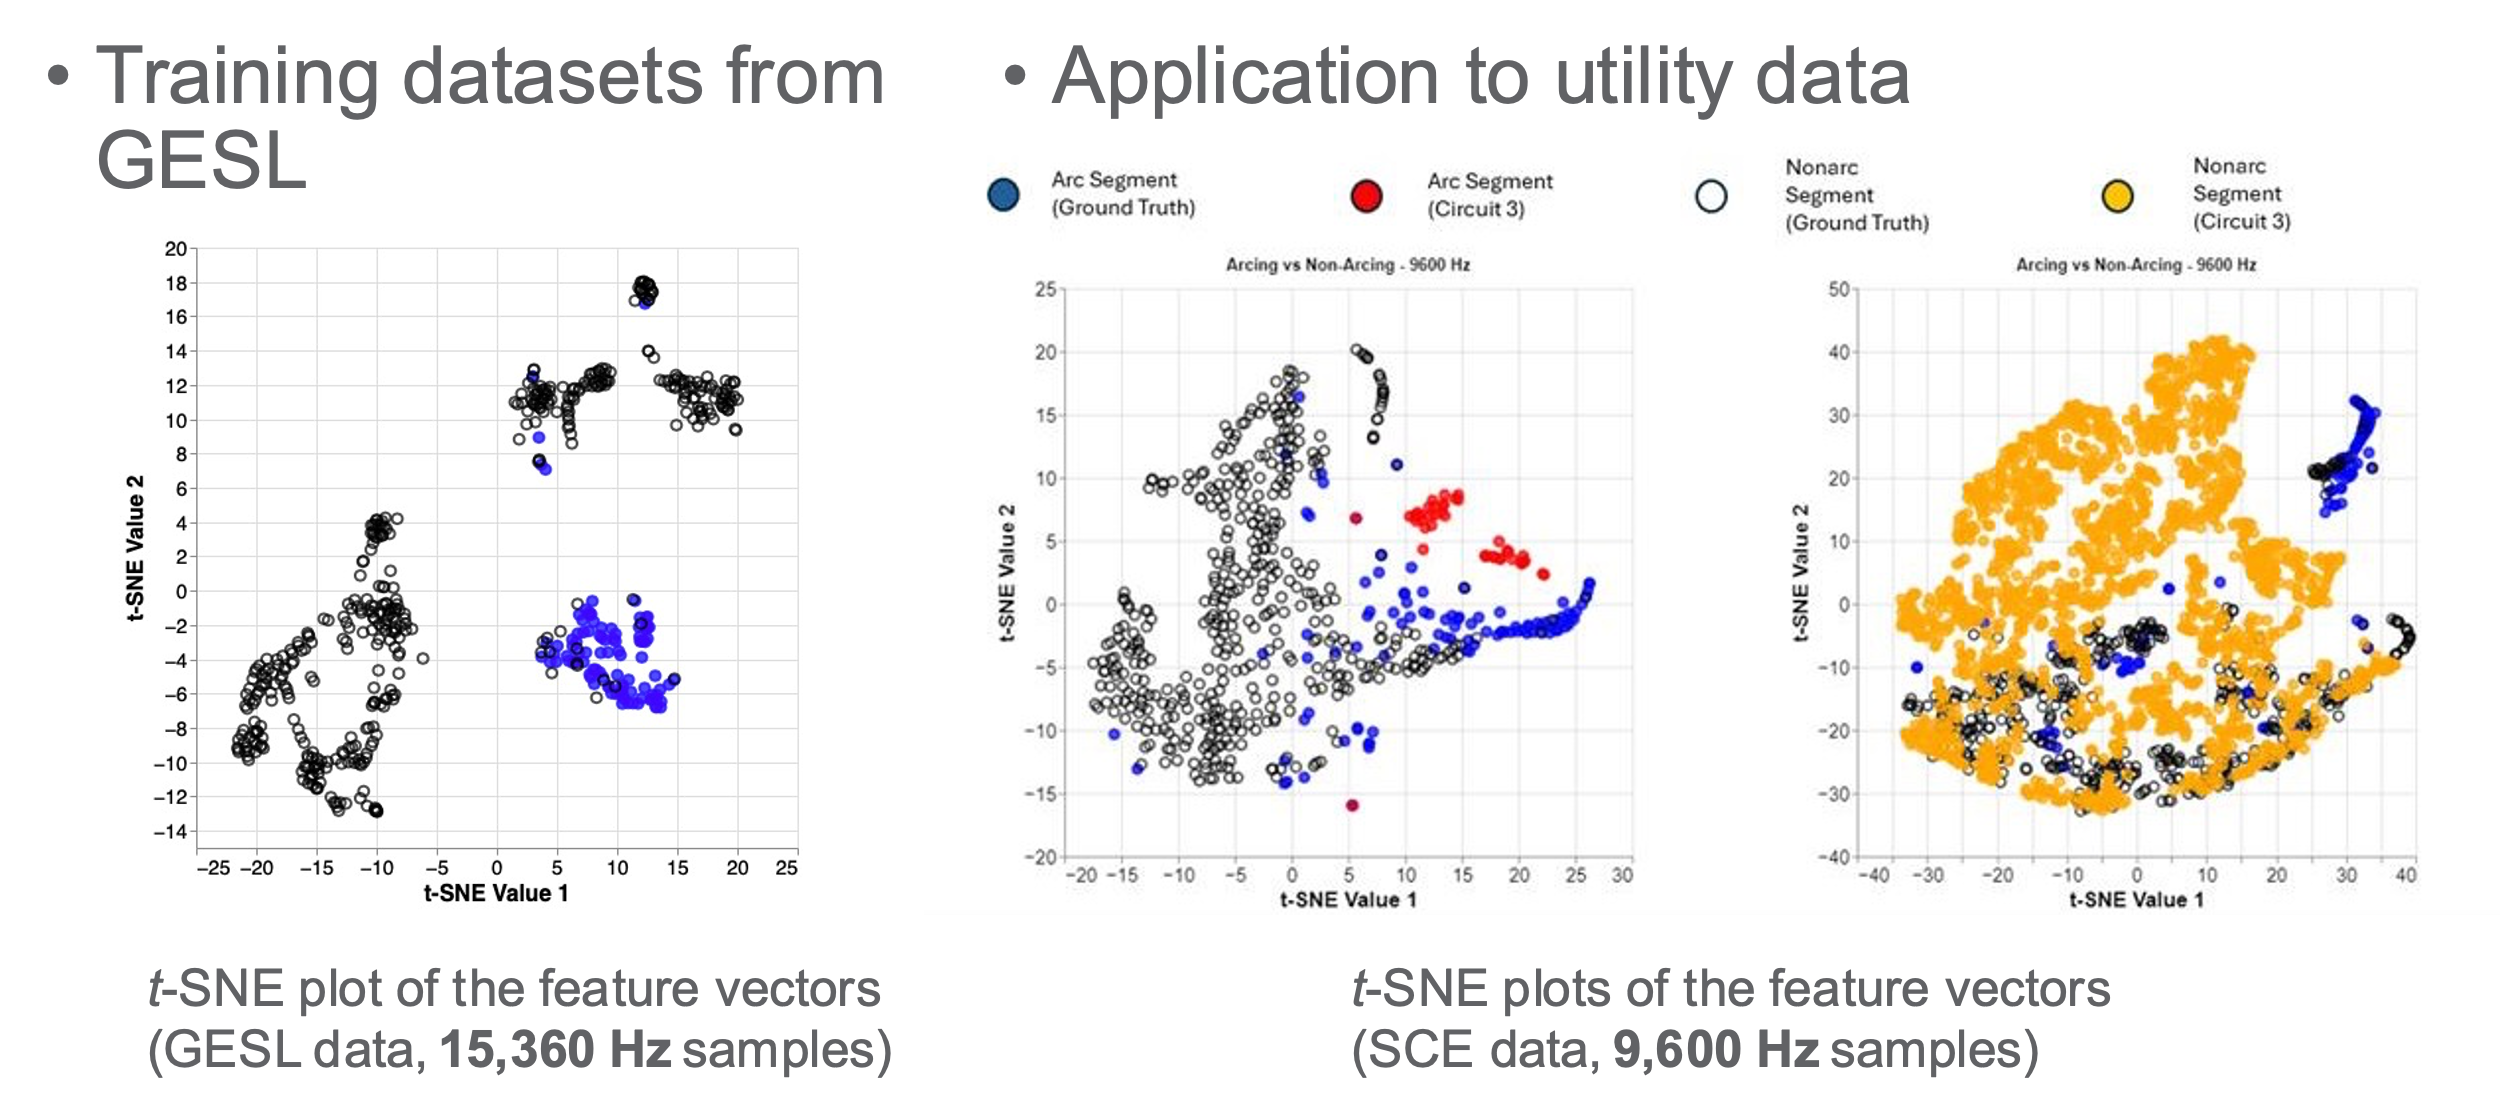 • Training datasets from
GESL
20
18
16
14
12
10
8
6
4
2
0
−2
−4
−6
−8
−10
−12
−14
t-SNE Value 2
−25 −20 −15 −10 −5 0 5 10 15 20 25
t-SNE Value 1
t-SNE plot of the feature vectors
(GESL data, 15,360 Hz samples)
• Application to utility data
Arc Segment
(Ground Truth)
Arc Segment
(Circuit 3)
Nonarc
Segment
(Ground Truth)
Nonarc
Segment
(Circuit 3)
Arcing vs Non-Arcing - 9600 Hz
25
20
15
10
5
0
−5
−10
−15
−20
t-SNE Value 2
−20 −15 −10 −5 0 5 10 15 20 25 30
t-SNE Value 1
Arcing vs Non-Arcing - 9600 Hz
50
40
30
20
10
0
−10
−20
−30
−40
t-SNE Value 2
−40 −30 −20 −10 0 10 20 30 40
t-SNE Value 1
t-SNE plots of the feature vectors
(SCE data, 9,600 Hz samples)